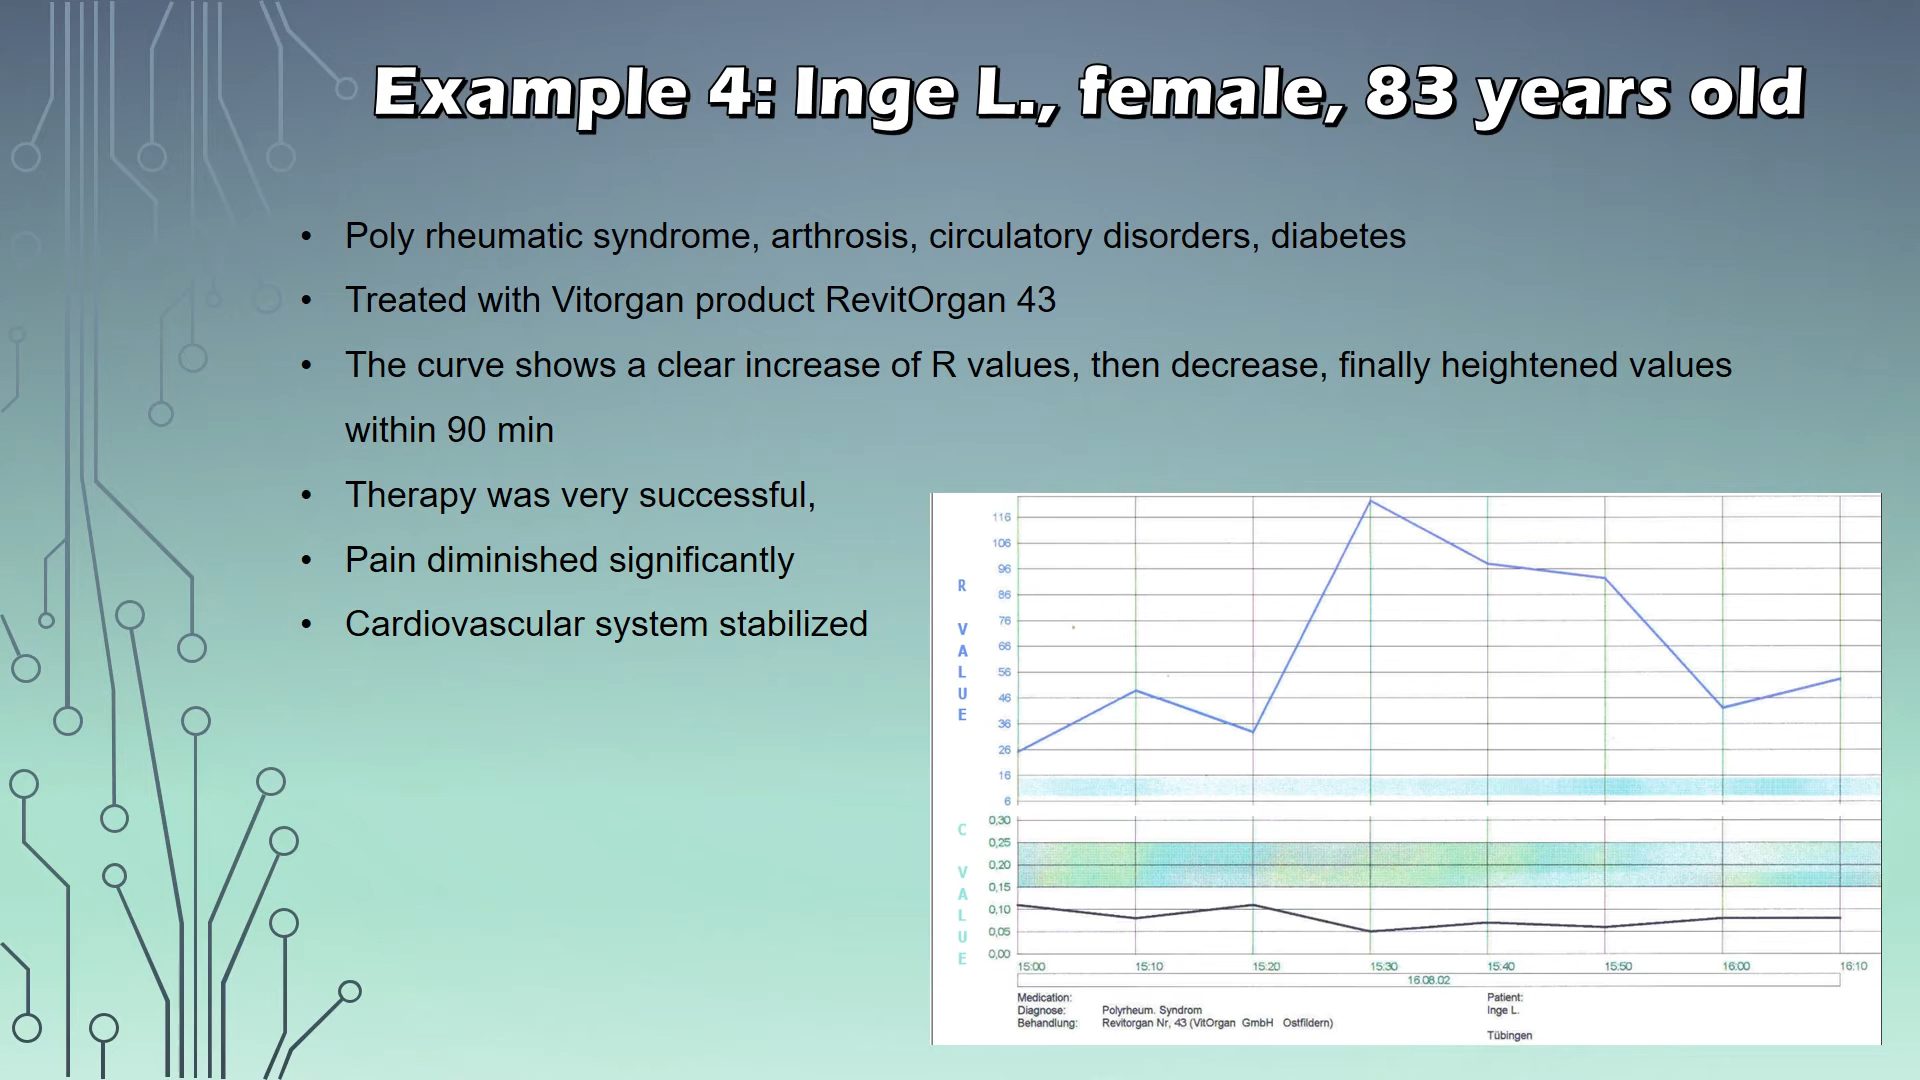 Example 4: Inge L., female, 83 years old
• Poly rheumatic syndrome, arthrosis, circulatory disorders, diabetes
• Treated with Vitorgan product RevitOrgan 43
• The curve shows a clear increase of R values, then decrease, finally heightened values
within 90 min
• Therapy was very successful,
• Pain diminished significantly
• Cardiovascular system stabilized
R VALUE
116
106
96
86
76
66
56
46
36
26
16
6
C VALUE
0,30
0,25
0,20
0,15
0,10
0,05
0,00
15:00 15:10 15:20 15:30 15:40 15:50 16:00 16:10
16.08.02
Medication: Patient:
Diagnose: Polyrheum. Syndrom Inge L.
Behandlung: Revitorgan Nr, 43 (VitOrgan GmbH Ostfildern)
Tübingen